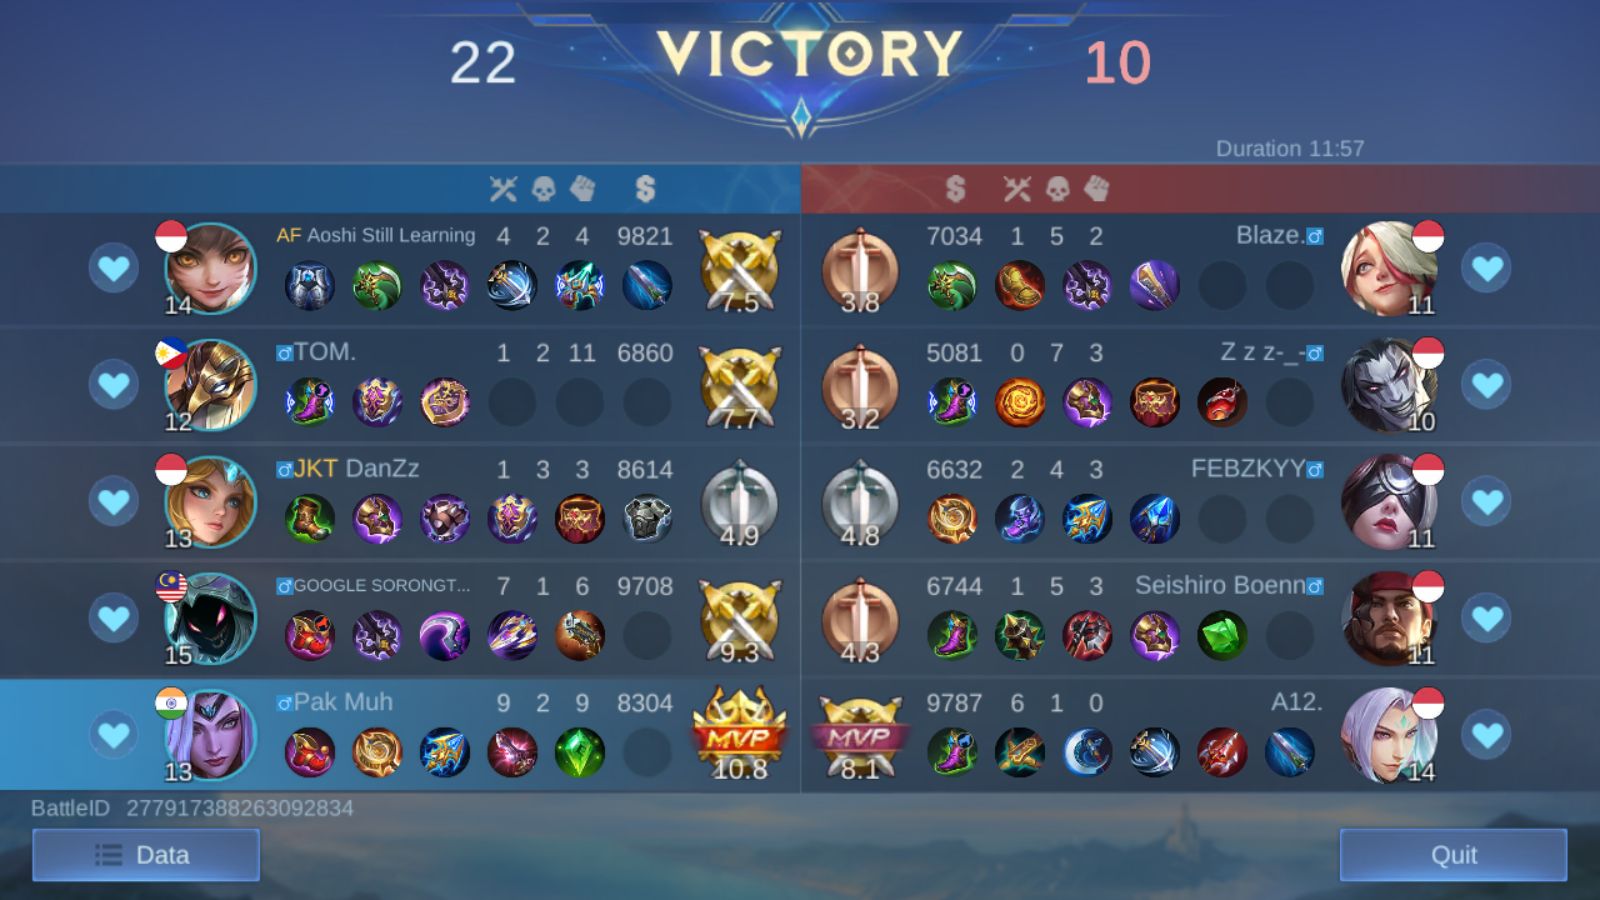 22 VICTORY 10
Duration 11:57
AF Aoshi Still Learning 4 2 4 9821 7.5 14
3.8 7034 1 5 2 Blaze. 11
TOM. 1 2 11 6860 7.7 12
3.2 5081 0 7 3 Z z z-_- 10
JKT DanZz 1 3 3 8614 4.9 13
4.8 6632 2 4 3 FEBZKYY 11
GOOGLE SORONGT... 7 1 6 9708 9.3 15
4.3 6744 1 5 3 Seishiro Boenn 11
Pak Muh 9 2 9 8304 MVP 10.8 13
MVP 8.1 9787 6 1 0 A12. 14
BattleID 277917388263092834
Data
Quit